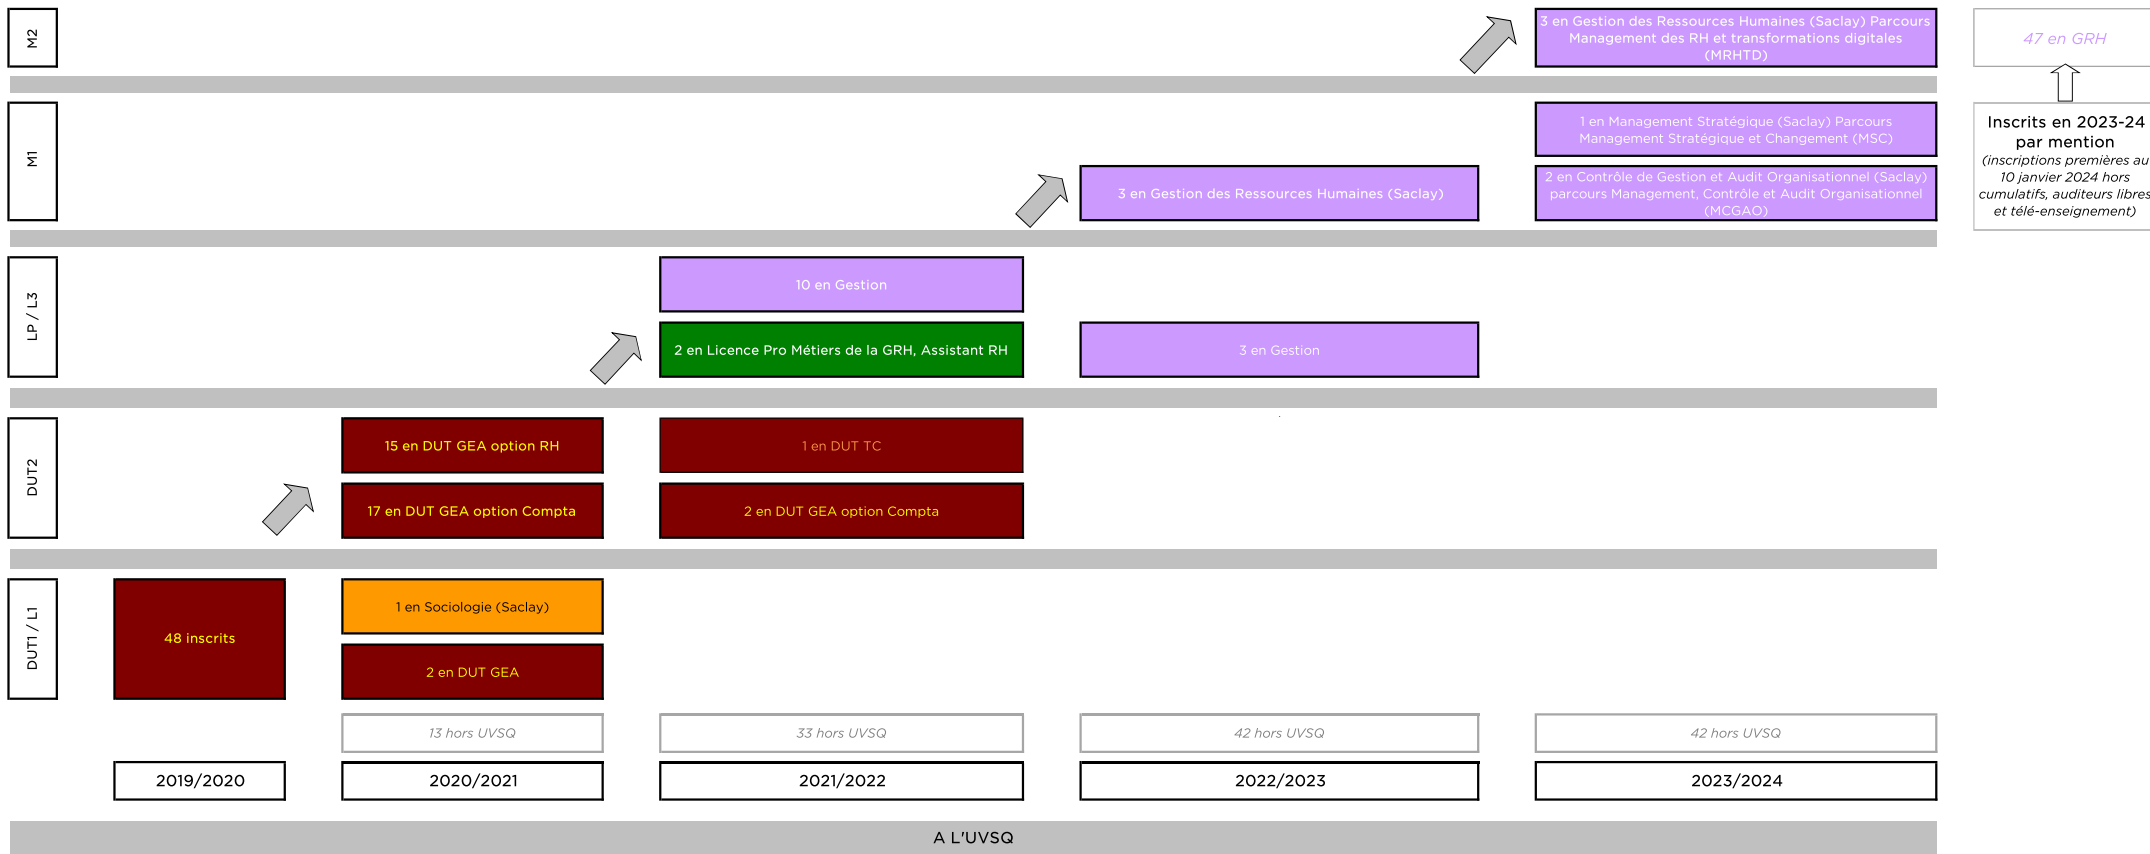 M2
3 en Gestion des Ressources Humaines (Saclay) Parcours
Management des RH et transformations digitales
(MRHTD)
47 en GRH
M1
1 en Management Stratégique (Saclay) Parcours
Management Stratégique et Changement (MSC)
3 en Gestion des Ressources Humaines (Saclay)
2 en Contrôle de Gestion et Audit Organisationnel (Saclay)
parcours Management, Contrôle et Audit Organisationnel
(MCGAO)
Inscrits en 2023-24
par mention
(inscriptions premières au
10 janvier 2024 hors
cumulatifs, auditeurs libres
et télé-enseignement)
LP / L3
10 en Gestion
2 en Licence Pro Métiers de la GRH, Assistant RH
3 en Gestion
DUT2
15 en DUT GEA option RH
1 en DUT TC
17 en DUT GEA option Compta
2 en DUT GEA option Compta
DUT1 / L1
48 inscrits
1 en Sociologie (Saclay)
2 en DUT GEA
13 hors UVSQ
33 hors UVSQ
42 hors UVSQ
42 hors UVSQ
2019/2020
2020/2021
2021/2022
2022/2023
2023/2024
A L'UVSQ